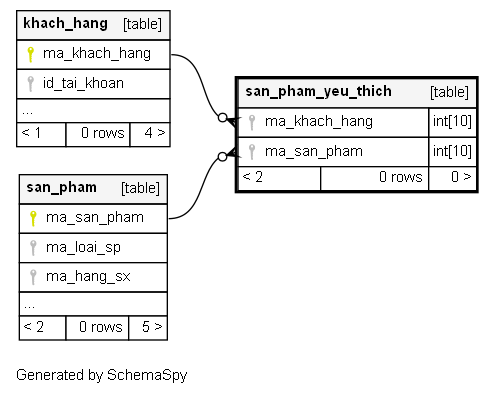 khach_hang [table]
ma_khach_hang
id_tai_khoan
...
< 1 0 rows 4 >
san_pham_yeu_thich [table]
ma_khach_hang int[10]
ma_san_pham int[10]
< 2 0 rows 0 >
san_pham [table]
ma_san_pham
ma_loai_sp
ma_hang_sx
...
< 2 0 rows 5 >
Generated by SchemaSpy